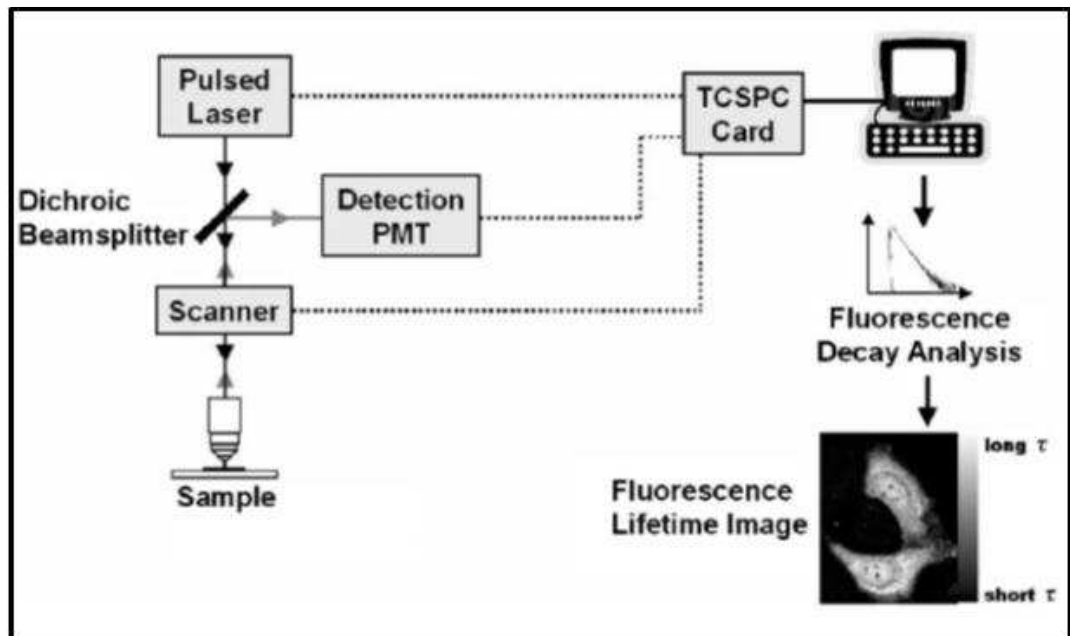 Pulsed
Laser
TCSPC
Card
Dichroic
Beamsplitter
Detection
PMT
Scanner
Sample
Fluorescence
Decay Analysis
Fluorescence
Lifetime Image
long τ
short τ